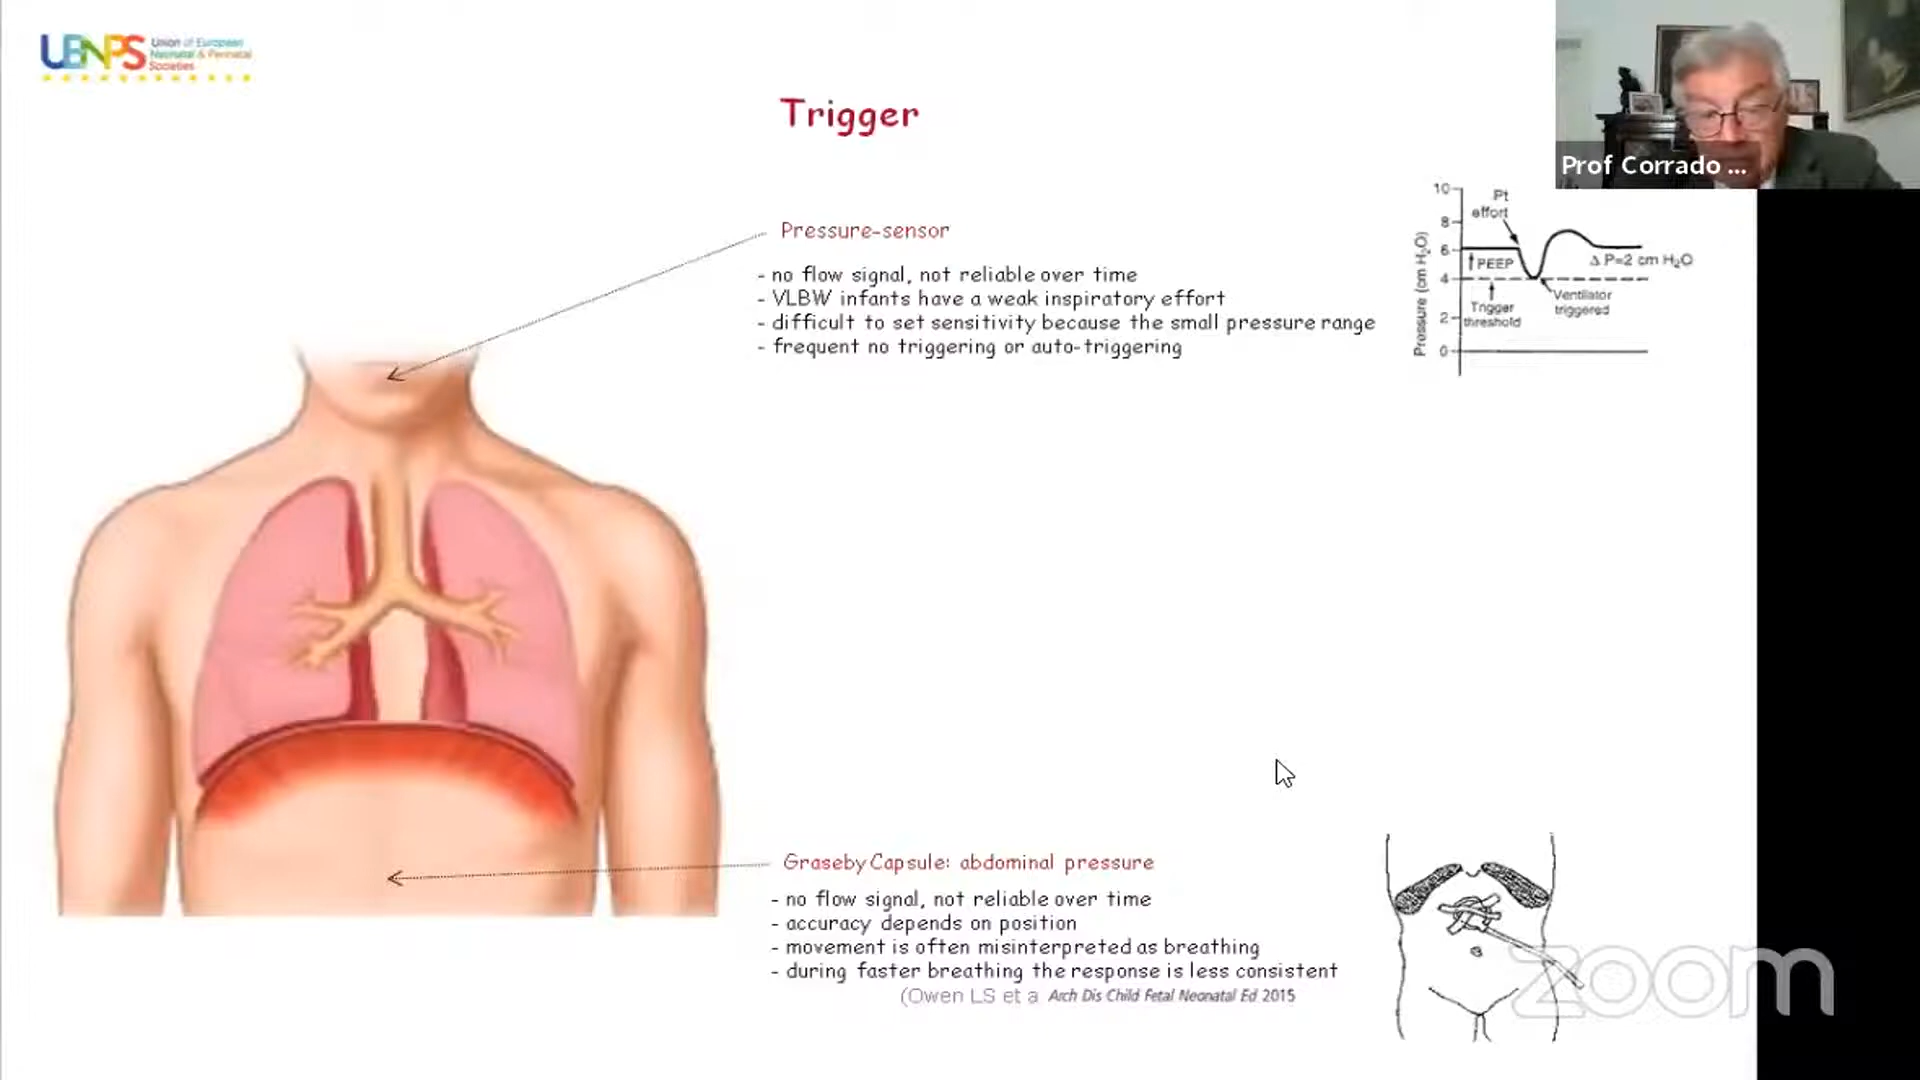 UENPS Union of European
Neonatal & Perinatal
Societies
Prof Corrado ...
Trigger
Pressure-sensor
- no flow signal, not reliable over time
- VLBW infants have a weak inspiratory effort
- difficult to set sensitivity because the small pressure range
- frequent no triggering or auto-triggering
Pressure (cm H2O)
10
8
6
4
2
0
Pt
effort
PEEP
Δ P=2 cm H2O
Trigger
threshold
Ventilator
triggered
Graseby Capsule: abdominal pressure
- no flow signal, not reliable over time
- accuracy depends on position
- movement is often misinterpreted as breathing
- during faster breathing the response is less consistent
(Owen LS et a Arch Dis Child Fetal Neonatal Ed 2015
zoom